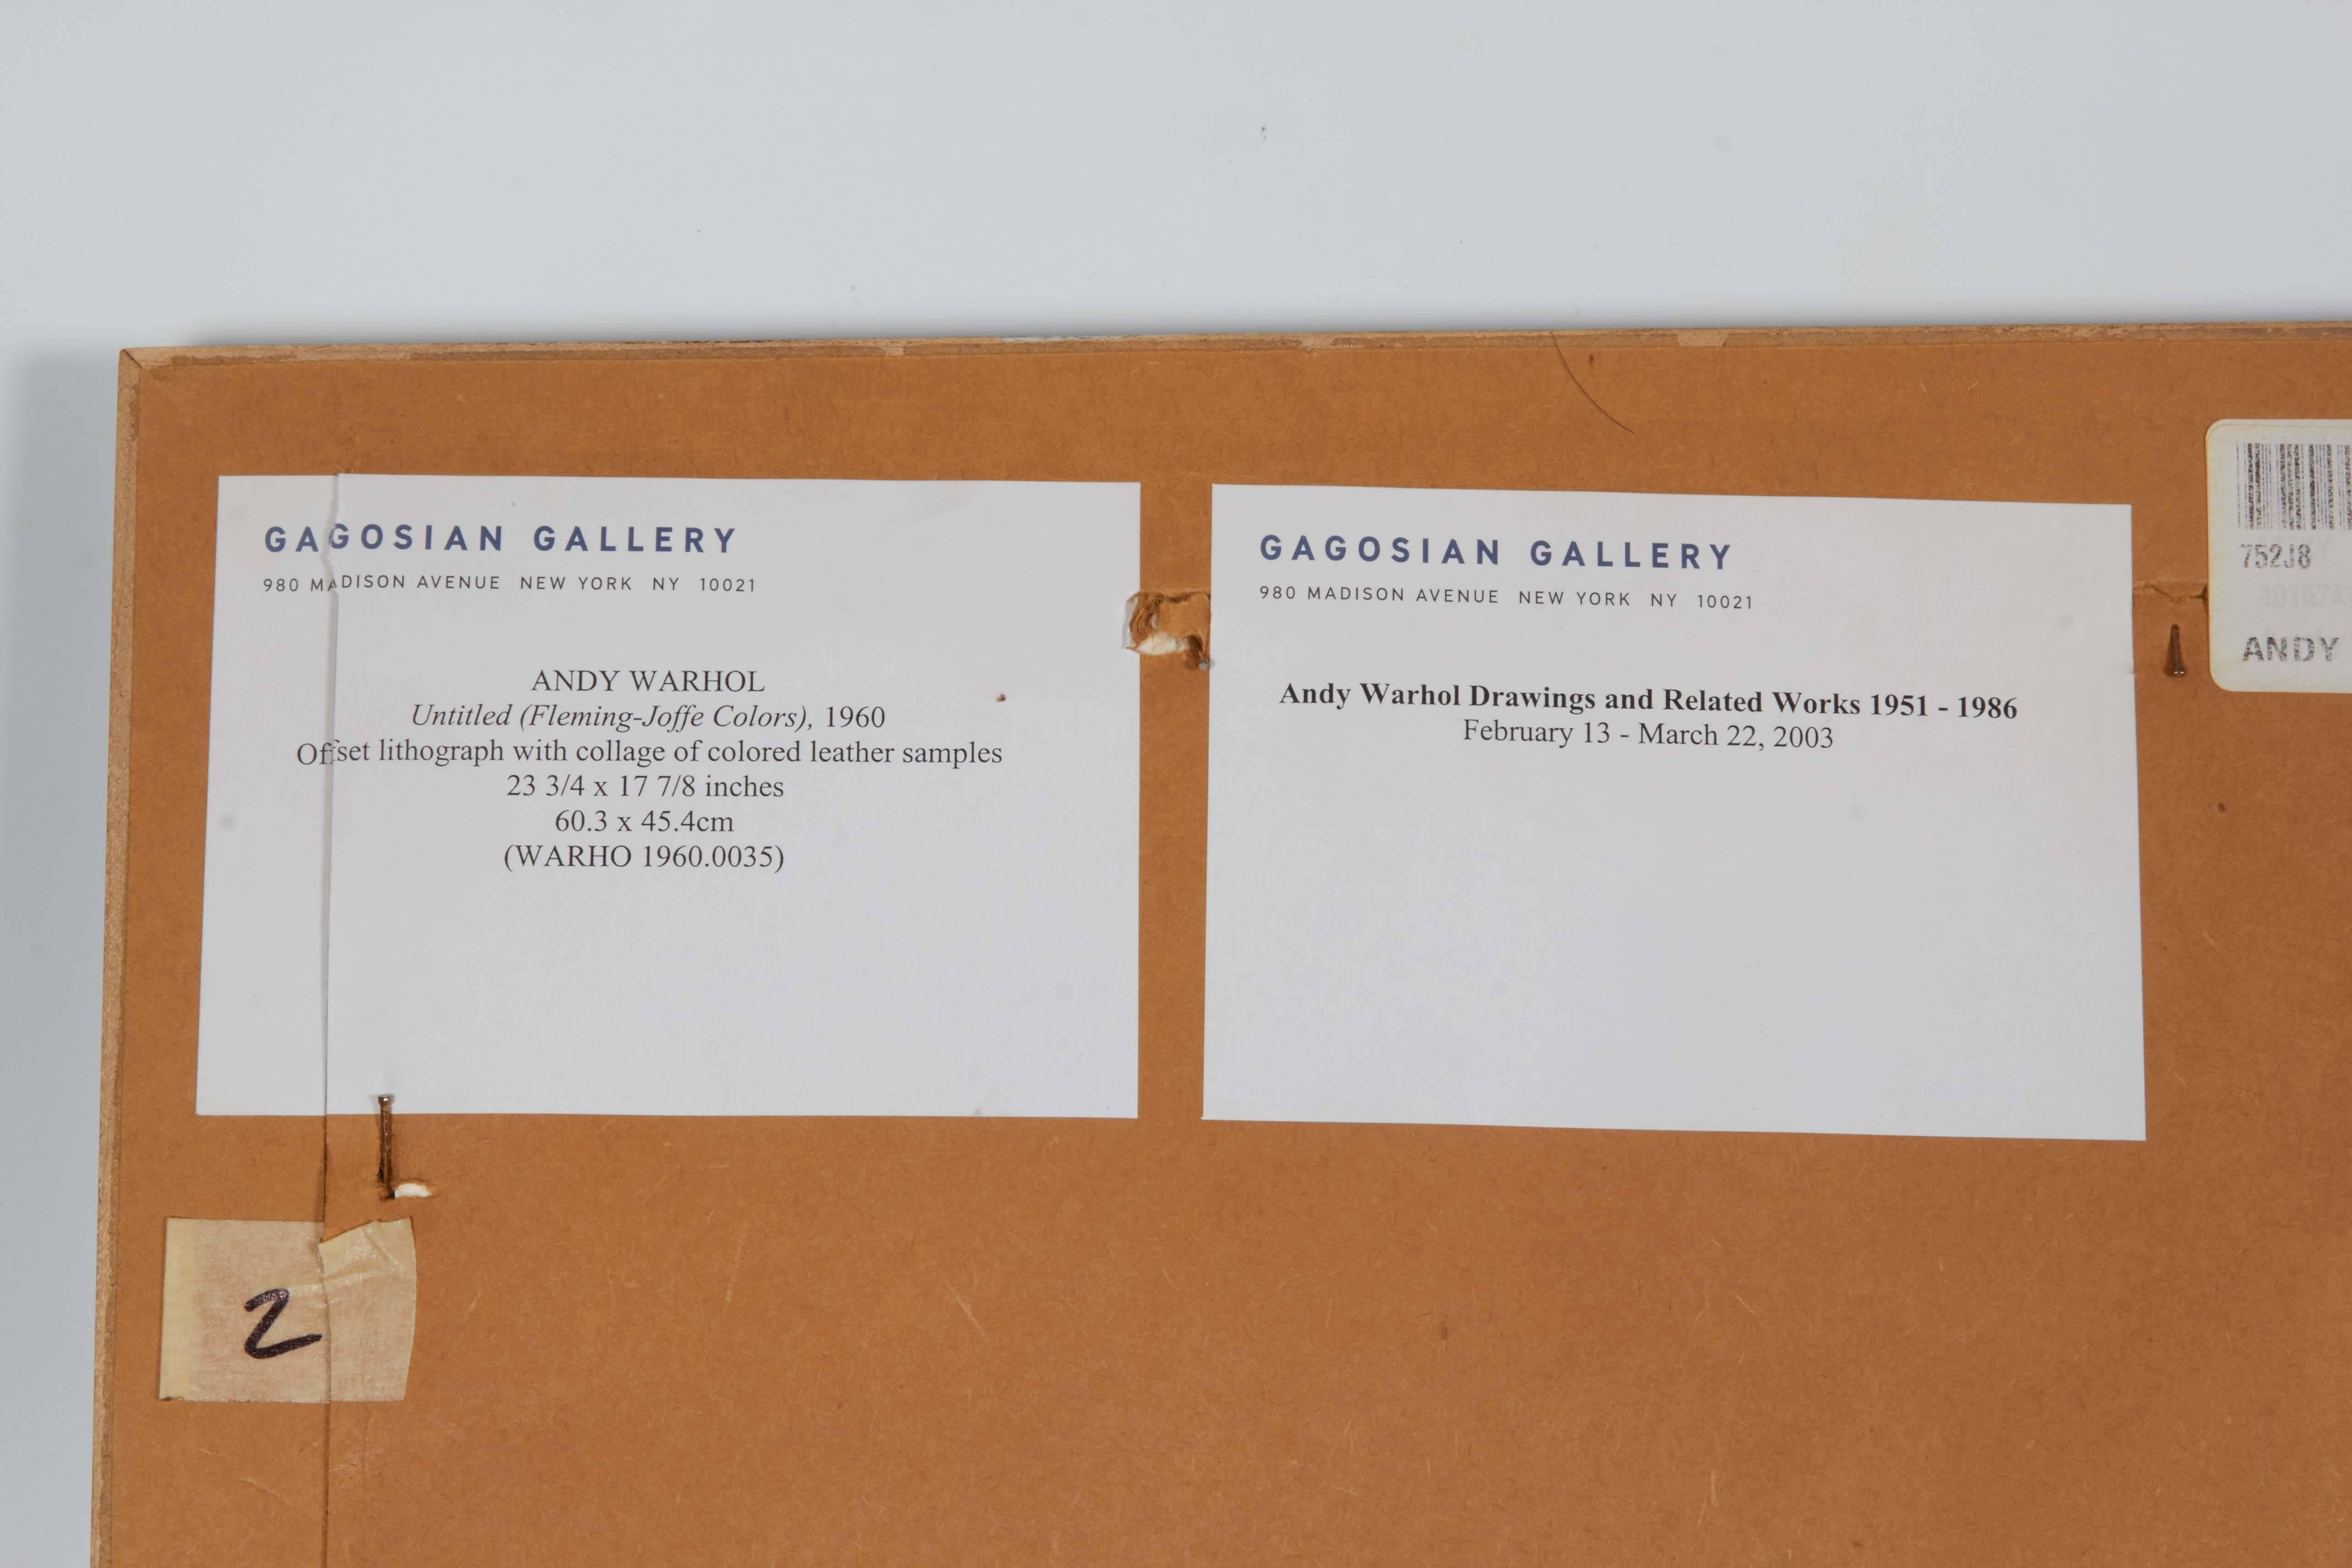 GAGOSIAN GALLERY
980 MADISON AVENUE NEW YORK NY 10021
ANDY WARHOL
Untitled (Fleming-Joffe Colors), 1960
Offset lithograph with collage of colored leather samples
23 3/4 x 17 7/8 inches
60.3 x 45.4cm
(WARHO 1960.0035)
GAGOSIAN GALLERY
980 MADISON AVENUE NEW YORK NY 10021
Andy Warhol Drawings and Related Works 1951 - 1986
February 13 - March 22, 2003
ANDY
2